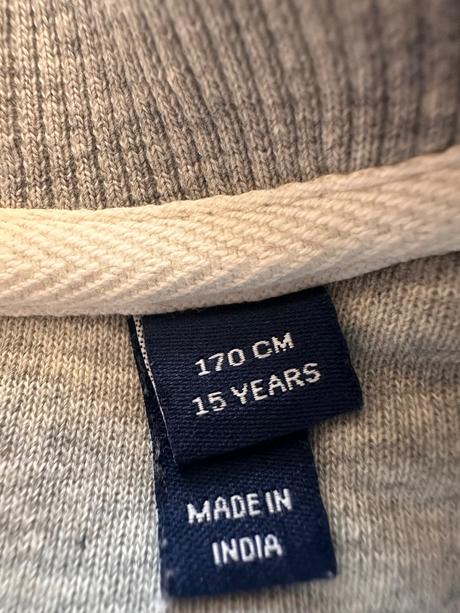 170 CM
15 YEARS
MADE IN
INDIA